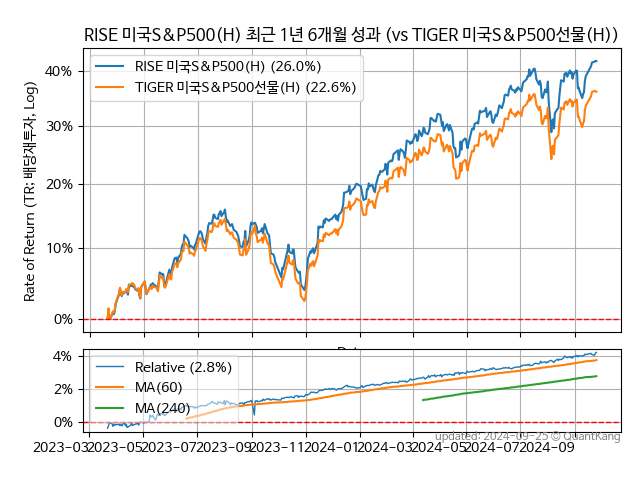 RISE 미국S&P500(H) 최근 1년 6개월 성과 (vs TIGER 미국S&P500선물(H))
RISE 미국S&P500(H) (26.0%)
TIGER 미국S&P500선물(H) (22.6%)
Rate of Return (TR: 배당재투자, Log)
40%
30%
20%
10%
0%
Relative (2.8%)
MA(60)
MA(240)
4%
2%
0%
2023-03 2023-05 2023-07 2023-09 2023-11 2024-01 2024-03 2024-05 2024-07 2024-09
updated: 2024-09-25 © QuantKang